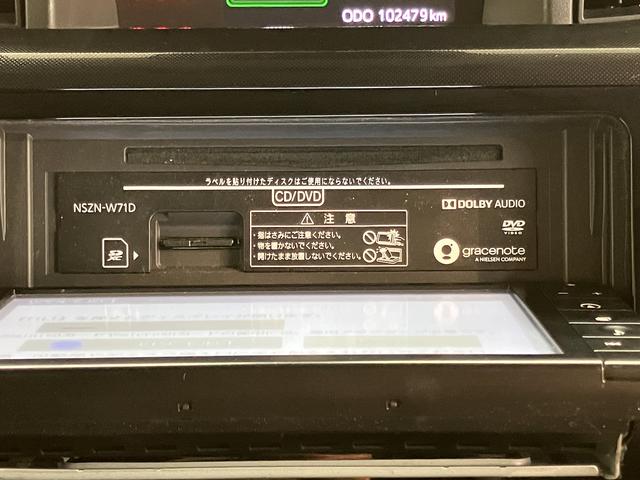 ODO 102479km
ラベルを貼り付けたディスクはご使用にならないでください。
CD/DVD
NSZN-W71D
DOLBY AUDIO
注意
・指はさみにご注意ください。
・物を置かないでください。
・開けたまま放置しないでください。
DVD
VIDEO
SD
XC
gracenote
A NIELSEN COMPANY